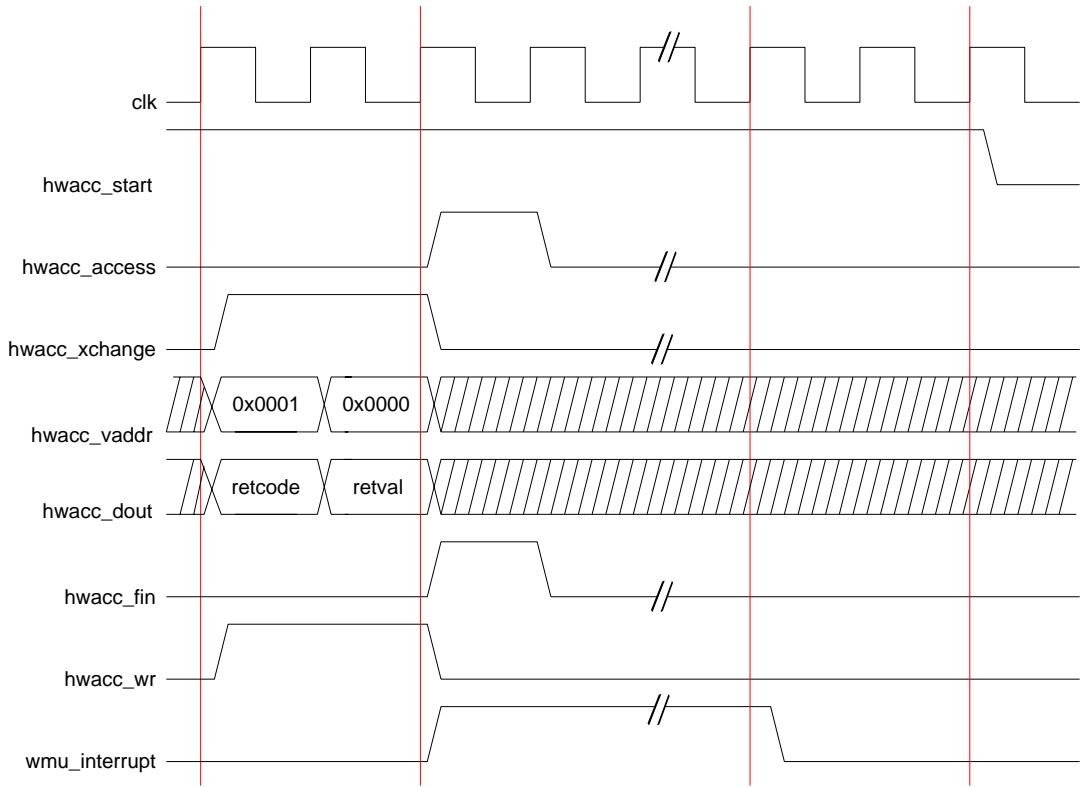 clk
hwacc_start
hwacc_access
hwacc_xchange
0x0001 0x0000
hwacc_vaddr
retcode retval
hwacc_dout
hwacc_fin
hwacc_wr
wmu_interrupt